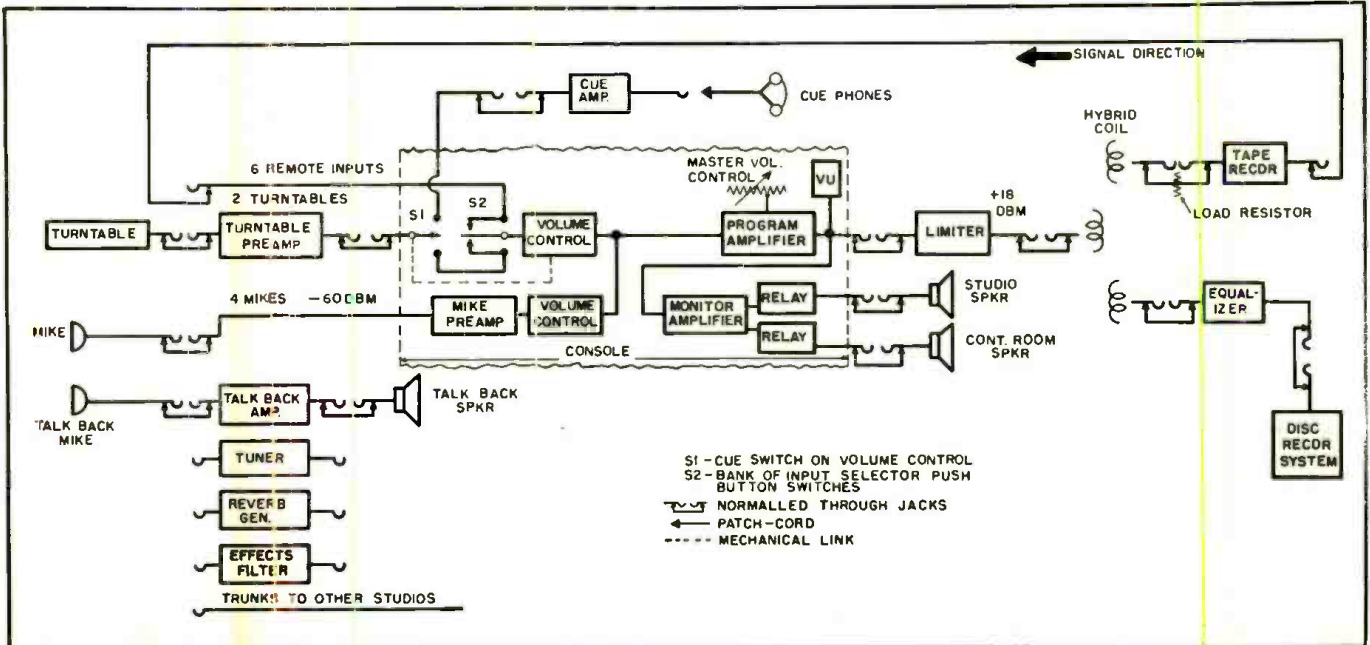 SIGNAL DIRECTION
CUE
AMP.
CUE PHONES
HYBRID
COIL
TAPE
RECDR
LOAD RESISTOR
6 REMOTE INPUTS
MASTER VOL.
CONTROL
VU
2 TURNTABLES
S1
S2
+18
DBM
TURNTABLE
TURNTABLE
PREAMP
VOLUME
CONTROL
PROGRAM
AMPLIFIER
LIMITER
4 MIKES -60DBM
MIKE
MIKE
PREAMP
VOLUME
CONTROL
MONITOR
AMPLIFIER
RELAY
RELAY
STUDIO
SPKR
CONT. ROOM
SPKR
EQUAL-
IZER
CONSOLE
TALK BACK
MIKE
TALK BACK
AMP.
TALK BACK
SPKR
DISC
RECDR
SYSTEM
TUNER
REVERB
GEN.
EFFECTS
FILTER
TRUNKS TO OTHER STUDIOS
S1-CUE SWITCH ON VOLUME CONTROL
S2-BANK OF INPUT SELECTOR PUSH
BUTTON SWITCHES
NORMALLED THROUGH JACKS
PATCH-CORD
MECHANICAL LINK